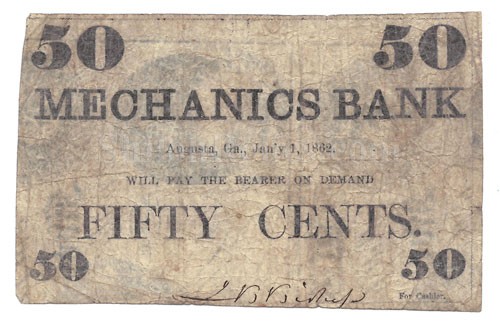 50 50
MECHANICS BANK
Augusta, Ga., Jan'y 1, 1862.
WILL PAY THE BEARER ON DEMAND
FIFTY CENTS.
50 50
For Cashier.